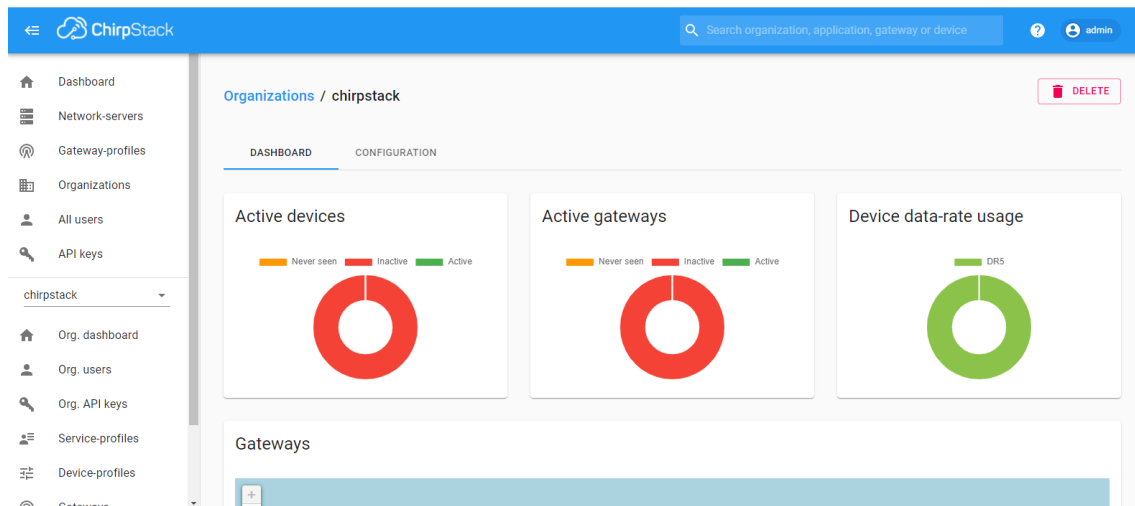 ChirpStack
Search organization, application, gateway or device
? admin
Dashboard
Network-servers
Gateway-profiles
Organizations
All users
API keys
chirpstack
Org. dashboard
Org. users
Org. API keys
Service-profiles
Device-profiles
Gateways
Organizations / chirpstack
DELETE
DASHBOARD CONFIGURATION
Active devices
Never seen Inactive Active
Active gateways
Never seen Inactive Active
Device data-rate usage
DR5
Gateways
+